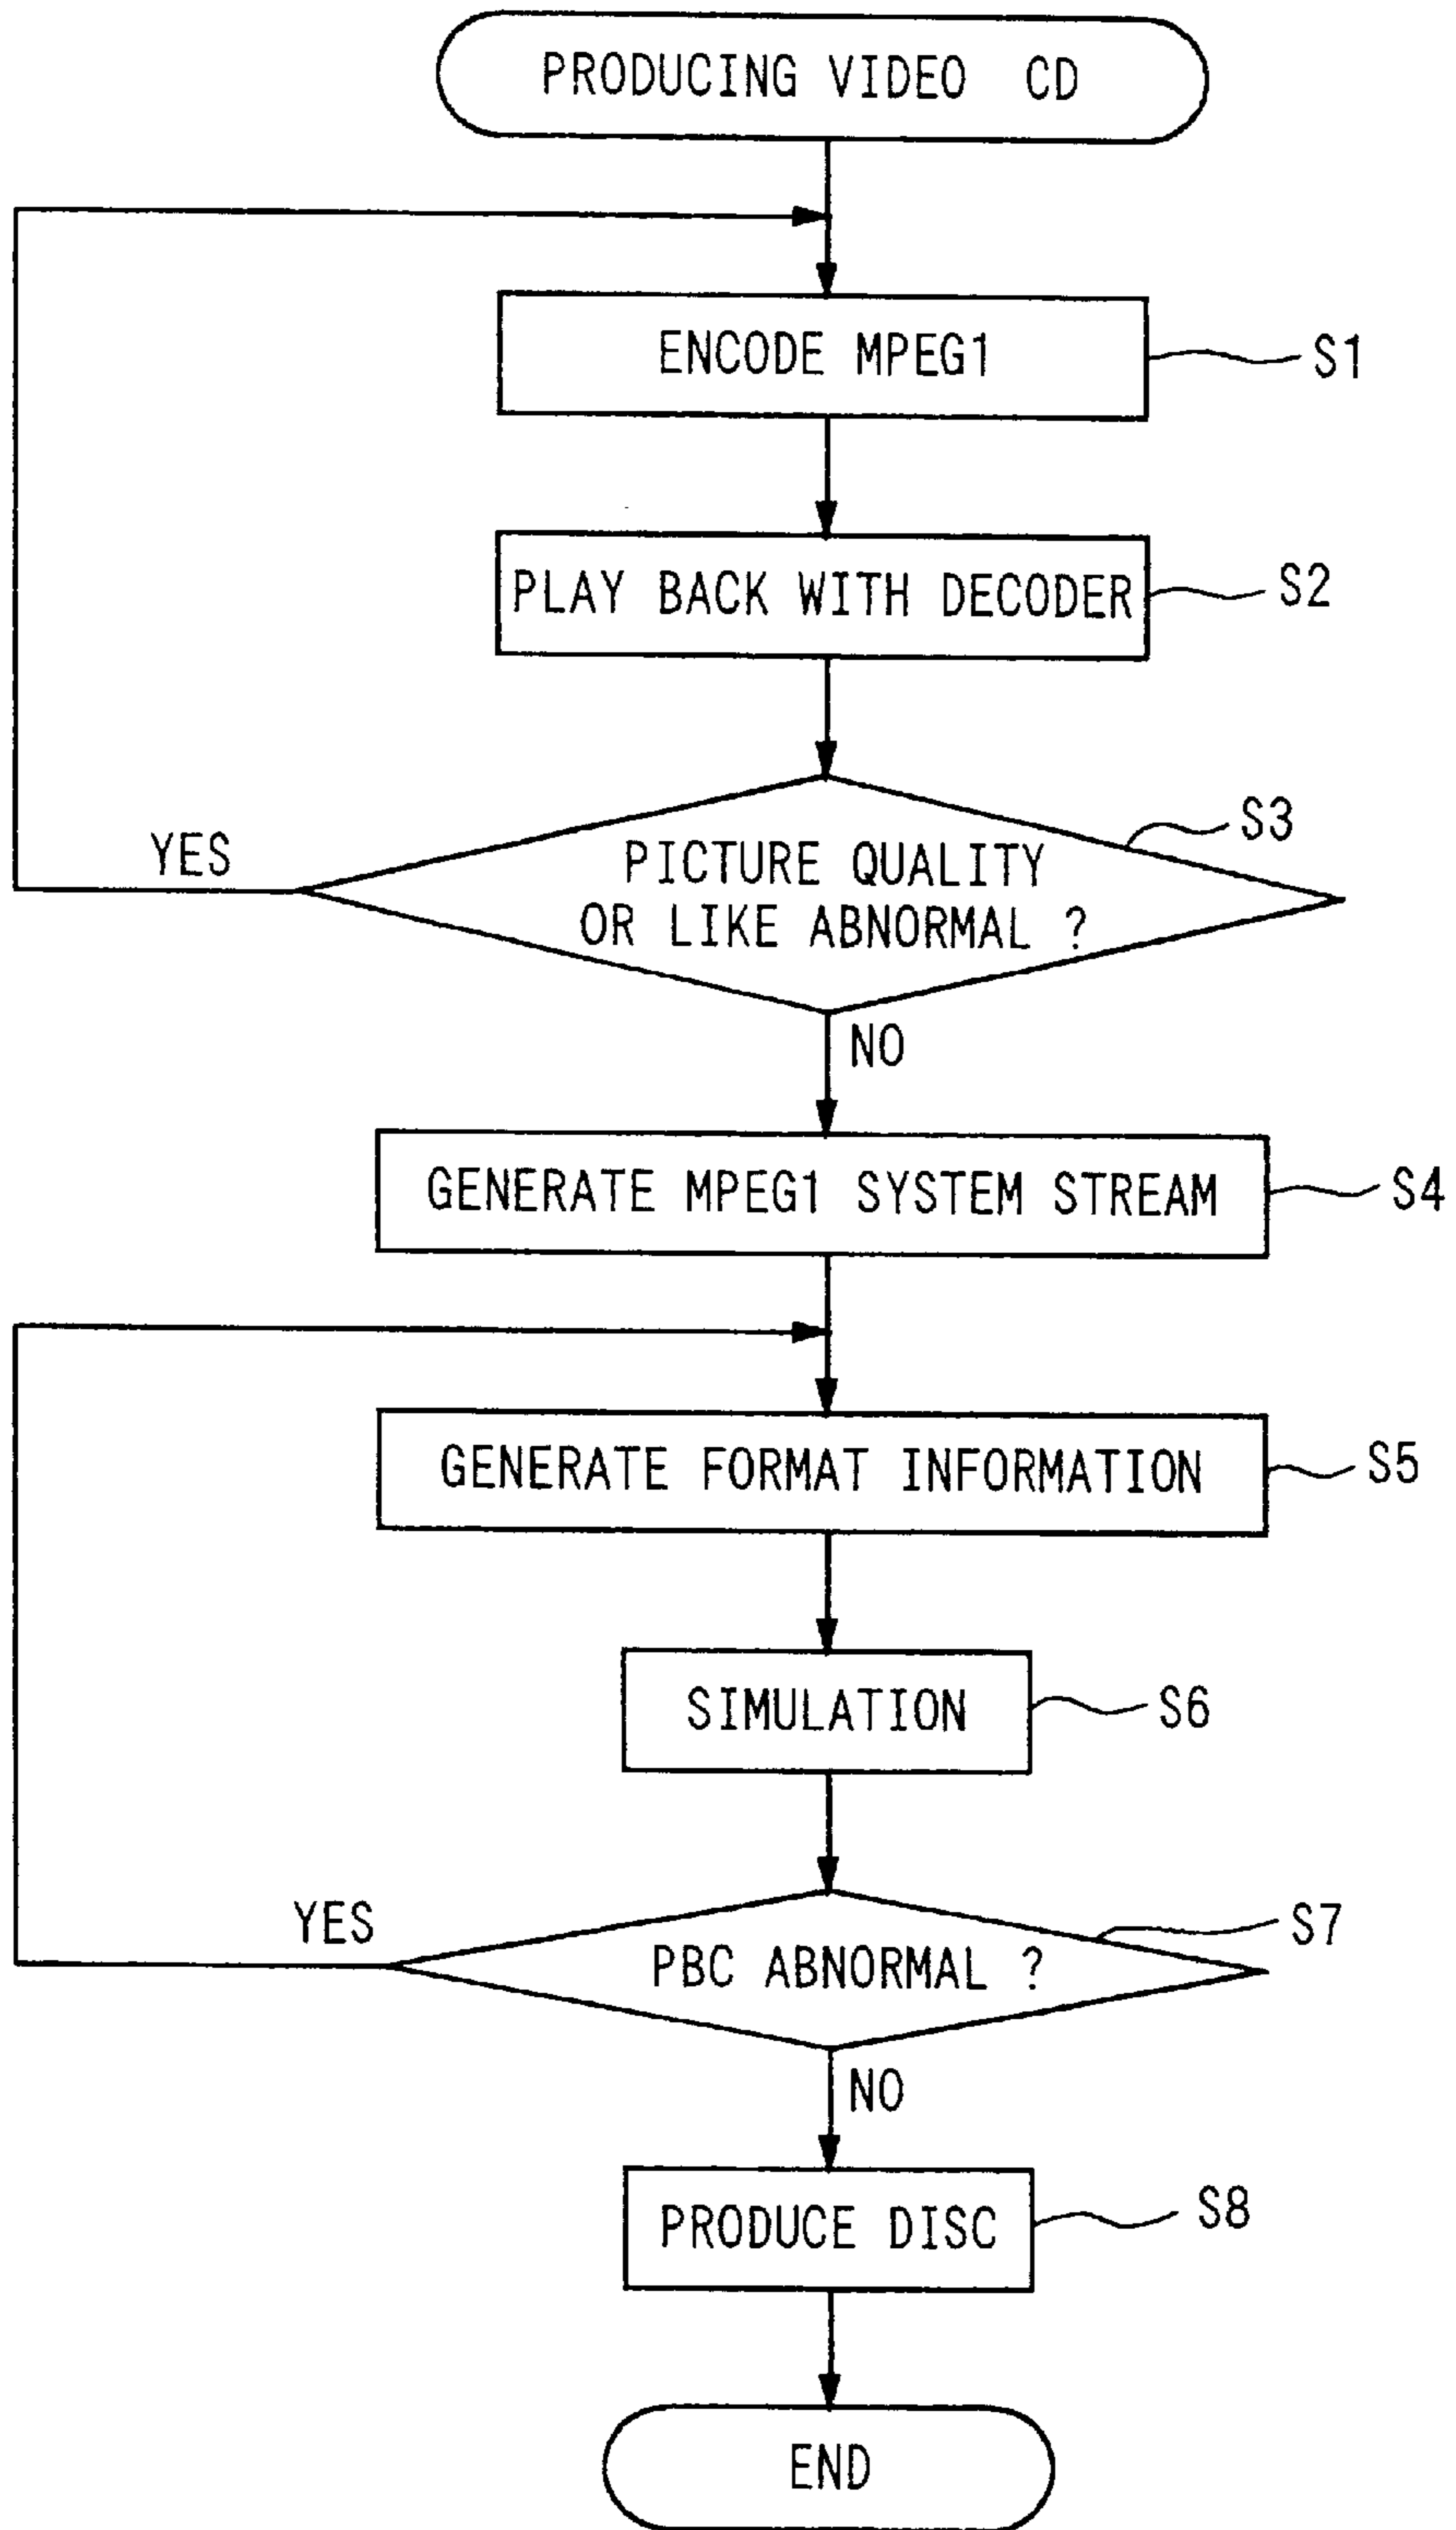 PRODUCING VIDEO CD
ENCODE MPEG1
S1
PLAY BACK WITH DECODER
S2
S3
YES
PICTURE QUALITY
OR LIKE ABNORMAL ?
NO
GENERATE MPEG1 SYSTEM STREAM
S4
GENERATE FORMAT INFORMATION
S5
SIMULATION
S6
YES
S7
PBC ABNORMAL ?
NO
PRODUCE DISC
S8
END